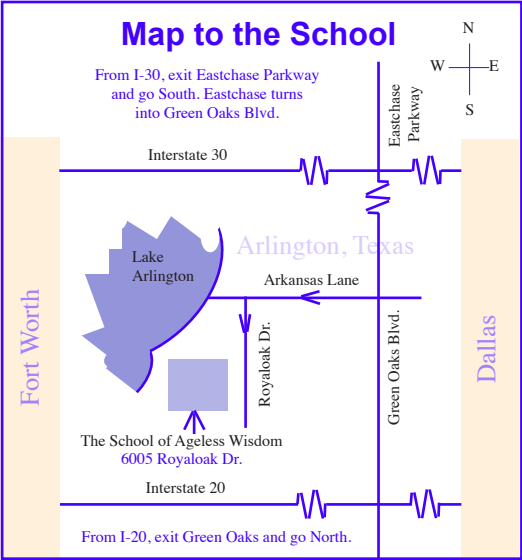 Map to the School
N
W
E
S
From I-30, exit Eastchase Parkway
and go South. Eastchase turns
into Green Oaks Blvd.
Eastchase
Parkway
Interstate 30
Arlington, Texas
Lake
Arlington
Arkansas Lane
Fort Worth
Royaloak Dr.
Green Oaks Blvd.
Dallas
The School of Ageless Wisdom
6005 Royaloak Dr.
Interstate 20
From I-20, exit Green Oaks and go North.